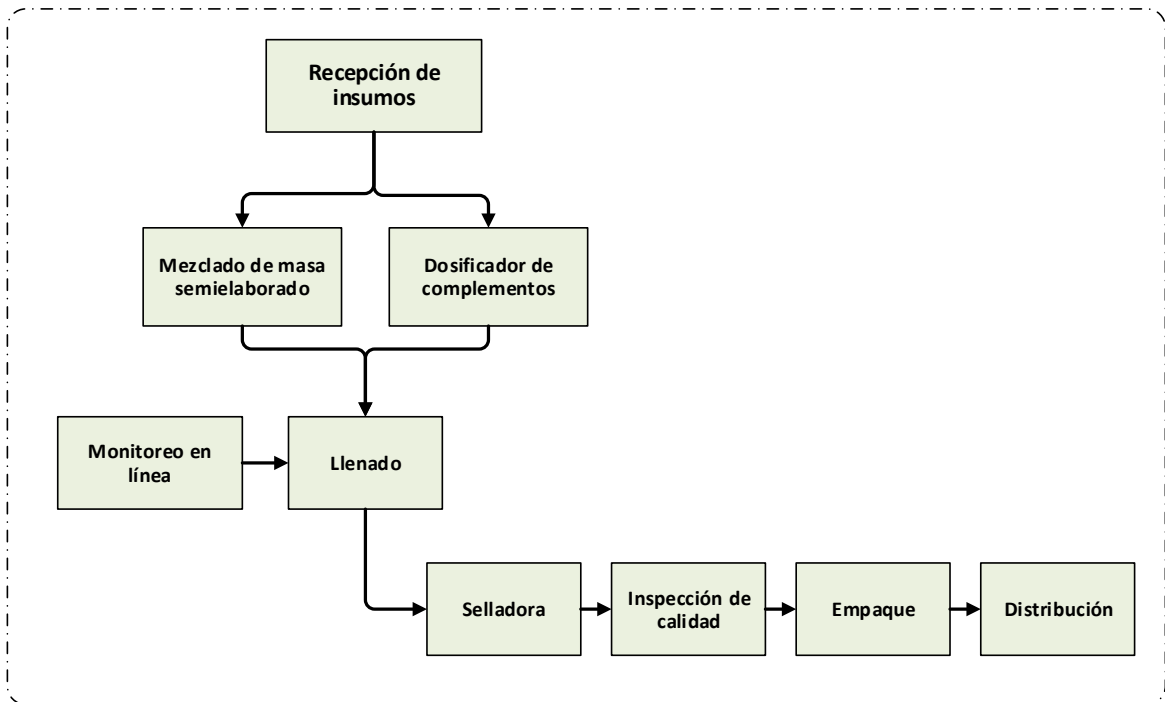 Recepción de
insumos
Mezclado de masa
semielaborado
Dosificador de
complementos
Monitoreo en
línea
Llenado
Selladora
Inspección de
calidad
Empaque
Distribución